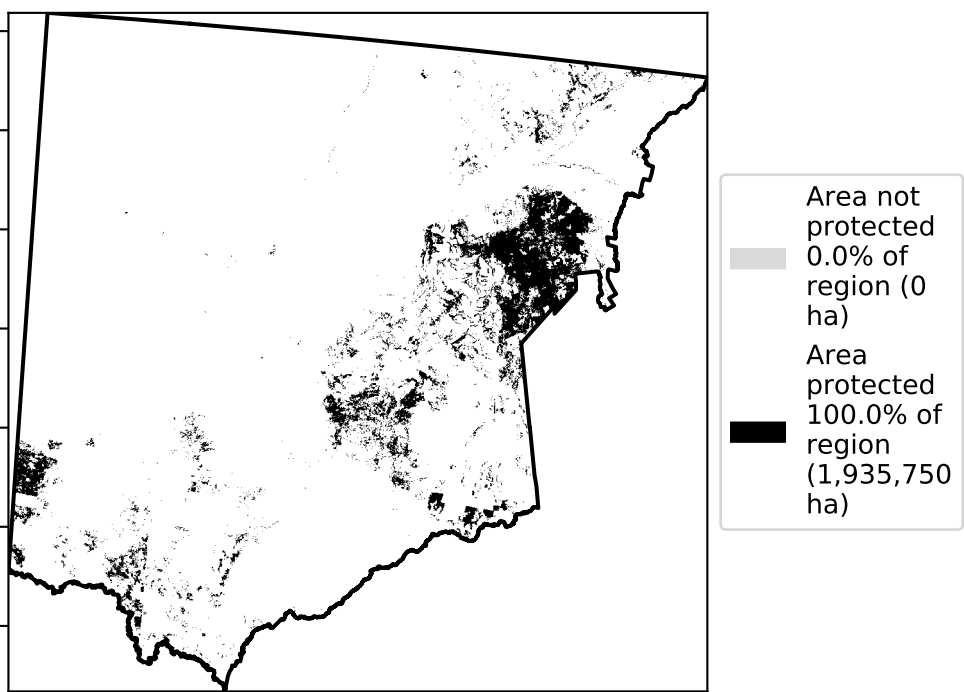 Area not
protected
0.0% of
region (0
ha)
Area
protected
100.0% of
region
(1,935,750
ha)